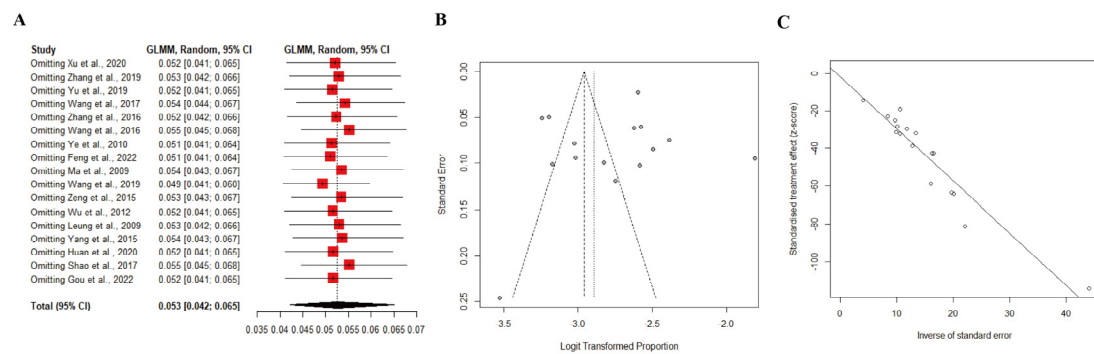 A
Study GLMM, Random, 95% CI GLMM, Random, 95% CI
Omitting Xu et al., 2020 0.052 [0.041; 0.065]
Omitting Zhang et al., 2019 0.053 [0.042; 0.066]
Omitting Yu et al., 2019 0.052 [0.041; 0.065]
Omitting Wang et al., 2017 0.054 [0.044; 0.067]
Omitting Zhang et al., 2016 0.052 [0.042; 0.066]
Omitting Wang et al., 2016 0.055 [0.045; 0.068]
Omitting Ye et al., 2010 0.051 [0.041; 0.064]
Omitting Feng et al., 2022 0.051 [0.041; 0.064]
Omitting Ma et al., 2009 0.054 [0.043; 0.067]
Omitting Wang et al., 2019 0.049 [0.041; 0.060]
Omitting Zeng et al., 2015 0.053 [0.043; 0.067]
Omitting Wu et al., 2012 0.052 [0.041; 0.065]
Omitting Leung et al., 2009 0.053 [0.042; 0.066]
Omitting Yang et al., 2015 0.054 [0.043; 0.067]
Omitting Huan et al., 2020 0.052 [0.041; 0.065]
Omitting Shao et al., 2017 0.055 [0.045; 0.068]
Omitting Gou et al., 2022 0.052 [0.041; 0.065]
Total (95% CI) 0.053 [0.042; 0.065]
0.035 0.04 0.045 0.05 0.055 0.06 0.065 0.07
B
Standard Error
0.00
0.05
0.10
0.15
0.20
0.25
3.5 3.0 2.5 2.0
Logit Transformed Proportion
C
Standardised treatment effect (z-score)
0
-20
-40
-60
-80
-100
0 10 20 30 40
Inverse of standard error